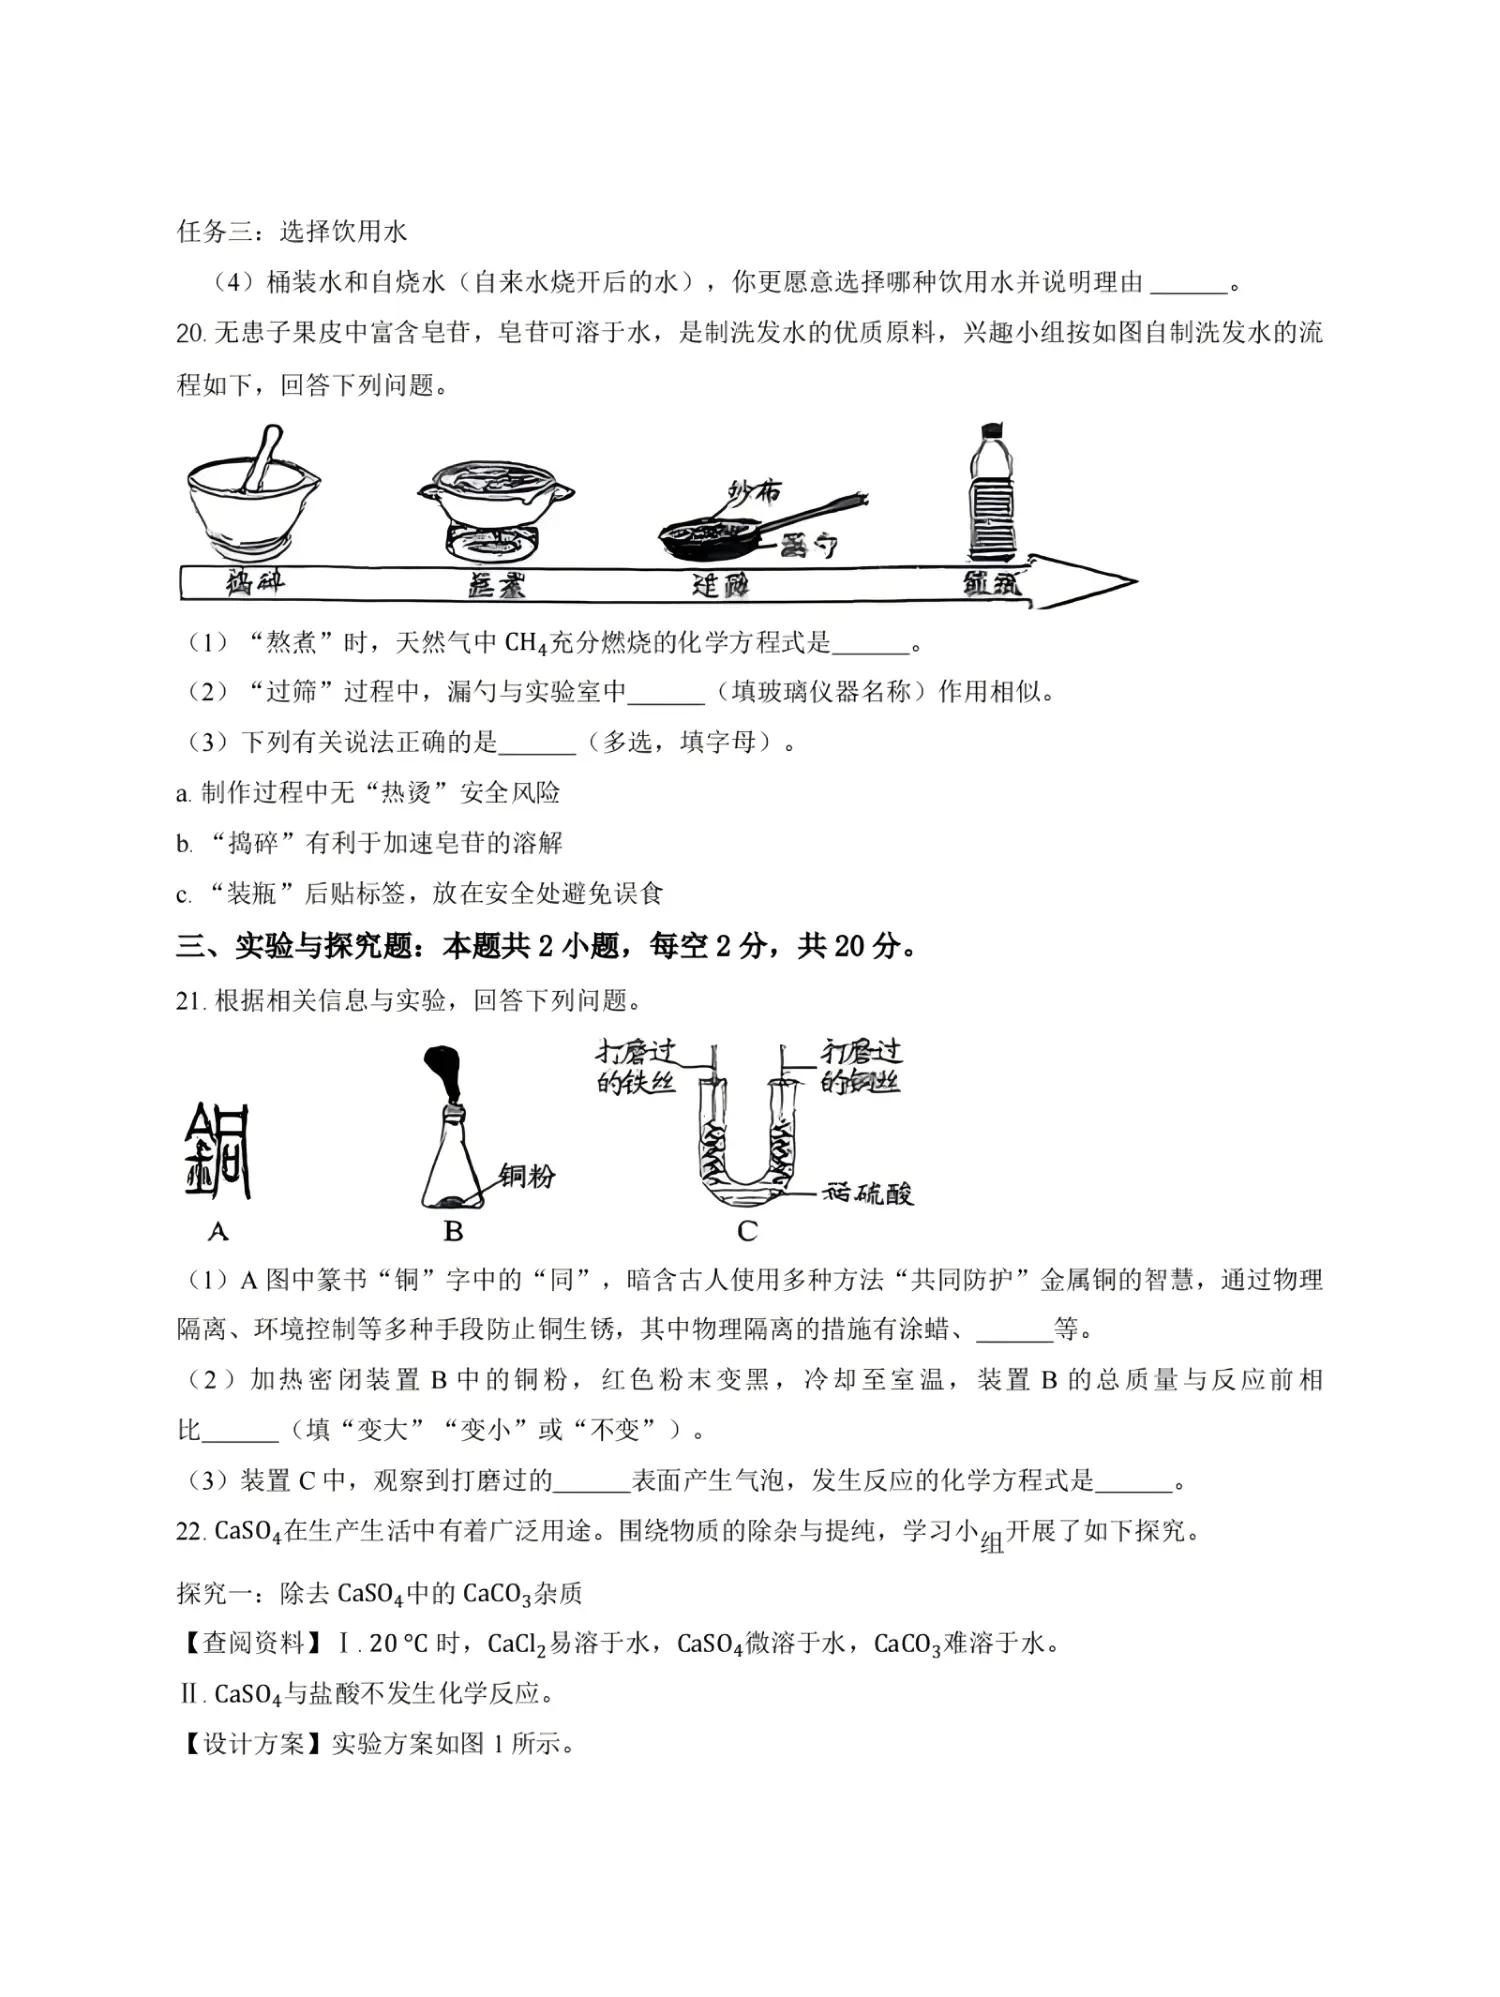 任务三：选择饮用水
（4）桶装水和自烧水（自来水烧开后的水），你更愿意选择哪种饮用水并说明理由 ______。
20. 无患子果皮中富含皂苷，皂苷可溶于水，是制洗发水的优质原料，兴趣小组按如图自制洗发水的流
程如下，回答下列问题。
纱布
漏勺
捣碎 熬煮 过筛 装瓶
（1）“熬煮”时，天然气中 CH₄充分燃烧的化学方程式是______。
（2）“过筛”过程中，漏勺与实验室中______（填玻璃仪器名称）作用相似。
（3）下列有关说法正确的是______（多选，填字母）。
a. 制作过程中无“热烫”安全风险
b. “捣碎”有利于加速皂苷的溶解
c. “装瓶”后贴标签，放在安全处避免误食
三、实验与探究题：本题共 2 小题，每空 2 分，共 20 分。
21. 根据相关信息与实验，回答下列问题。
打磨过
的铁丝
打磨过
的铜丝
銅
铜粉
稀硫酸
A B C
（1）A 图中篆书“铜”字中的“同”，暗含古人使用多种方法“共同防护”金属铜的智慧，通过物理
隔离、环境控制等多种手段防止铜生锈，其中物理隔离的措施有涂蜡、______等。
（2）加热密闭装置 B 中的铜粉，红色粉末变黑，冷却至室温，装置 B 的总质量与反应前相
比______（填“变大”“变小”或“不变”）。
（3）装置 C 中，观察到打磨过的______表面产生气泡，发生反应的化学方程式是______。
22. CaSO₄在生产生活中有着广泛用途。围绕物质的除杂与提纯，学习小组开展了如下探究。
探究一：除去 CaSO₄中的 CaCO₃杂质
【查阅资料】Ⅰ. 20 °C 时，CaCl₂易溶于水，CaSO₄微溶于水，CaCO₃难溶于水。
Ⅱ. CaSO₄与盐酸不发生化学反应。
【设计方案】实验方案如图 1 所示。